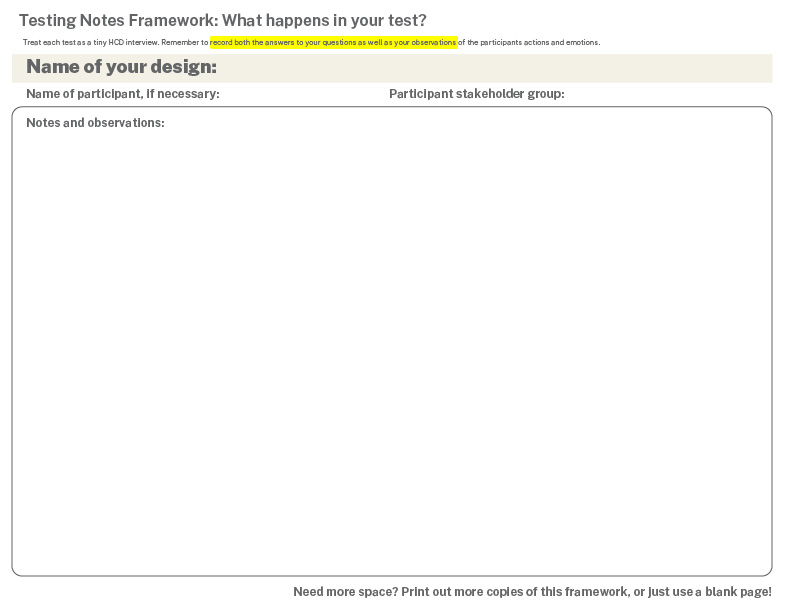 Testing Notes Framework: What happens in your test?
Treat each test as a tiny HCD interview. Remember to record both the answers to your questions as well as your observations of the participants actions and emotions.
Name of your design:
Name of participant, if necessary: Participant stakeholder group:
Notes and observations:
Need more space? Print out more copies of this framework, or just use a blank page!